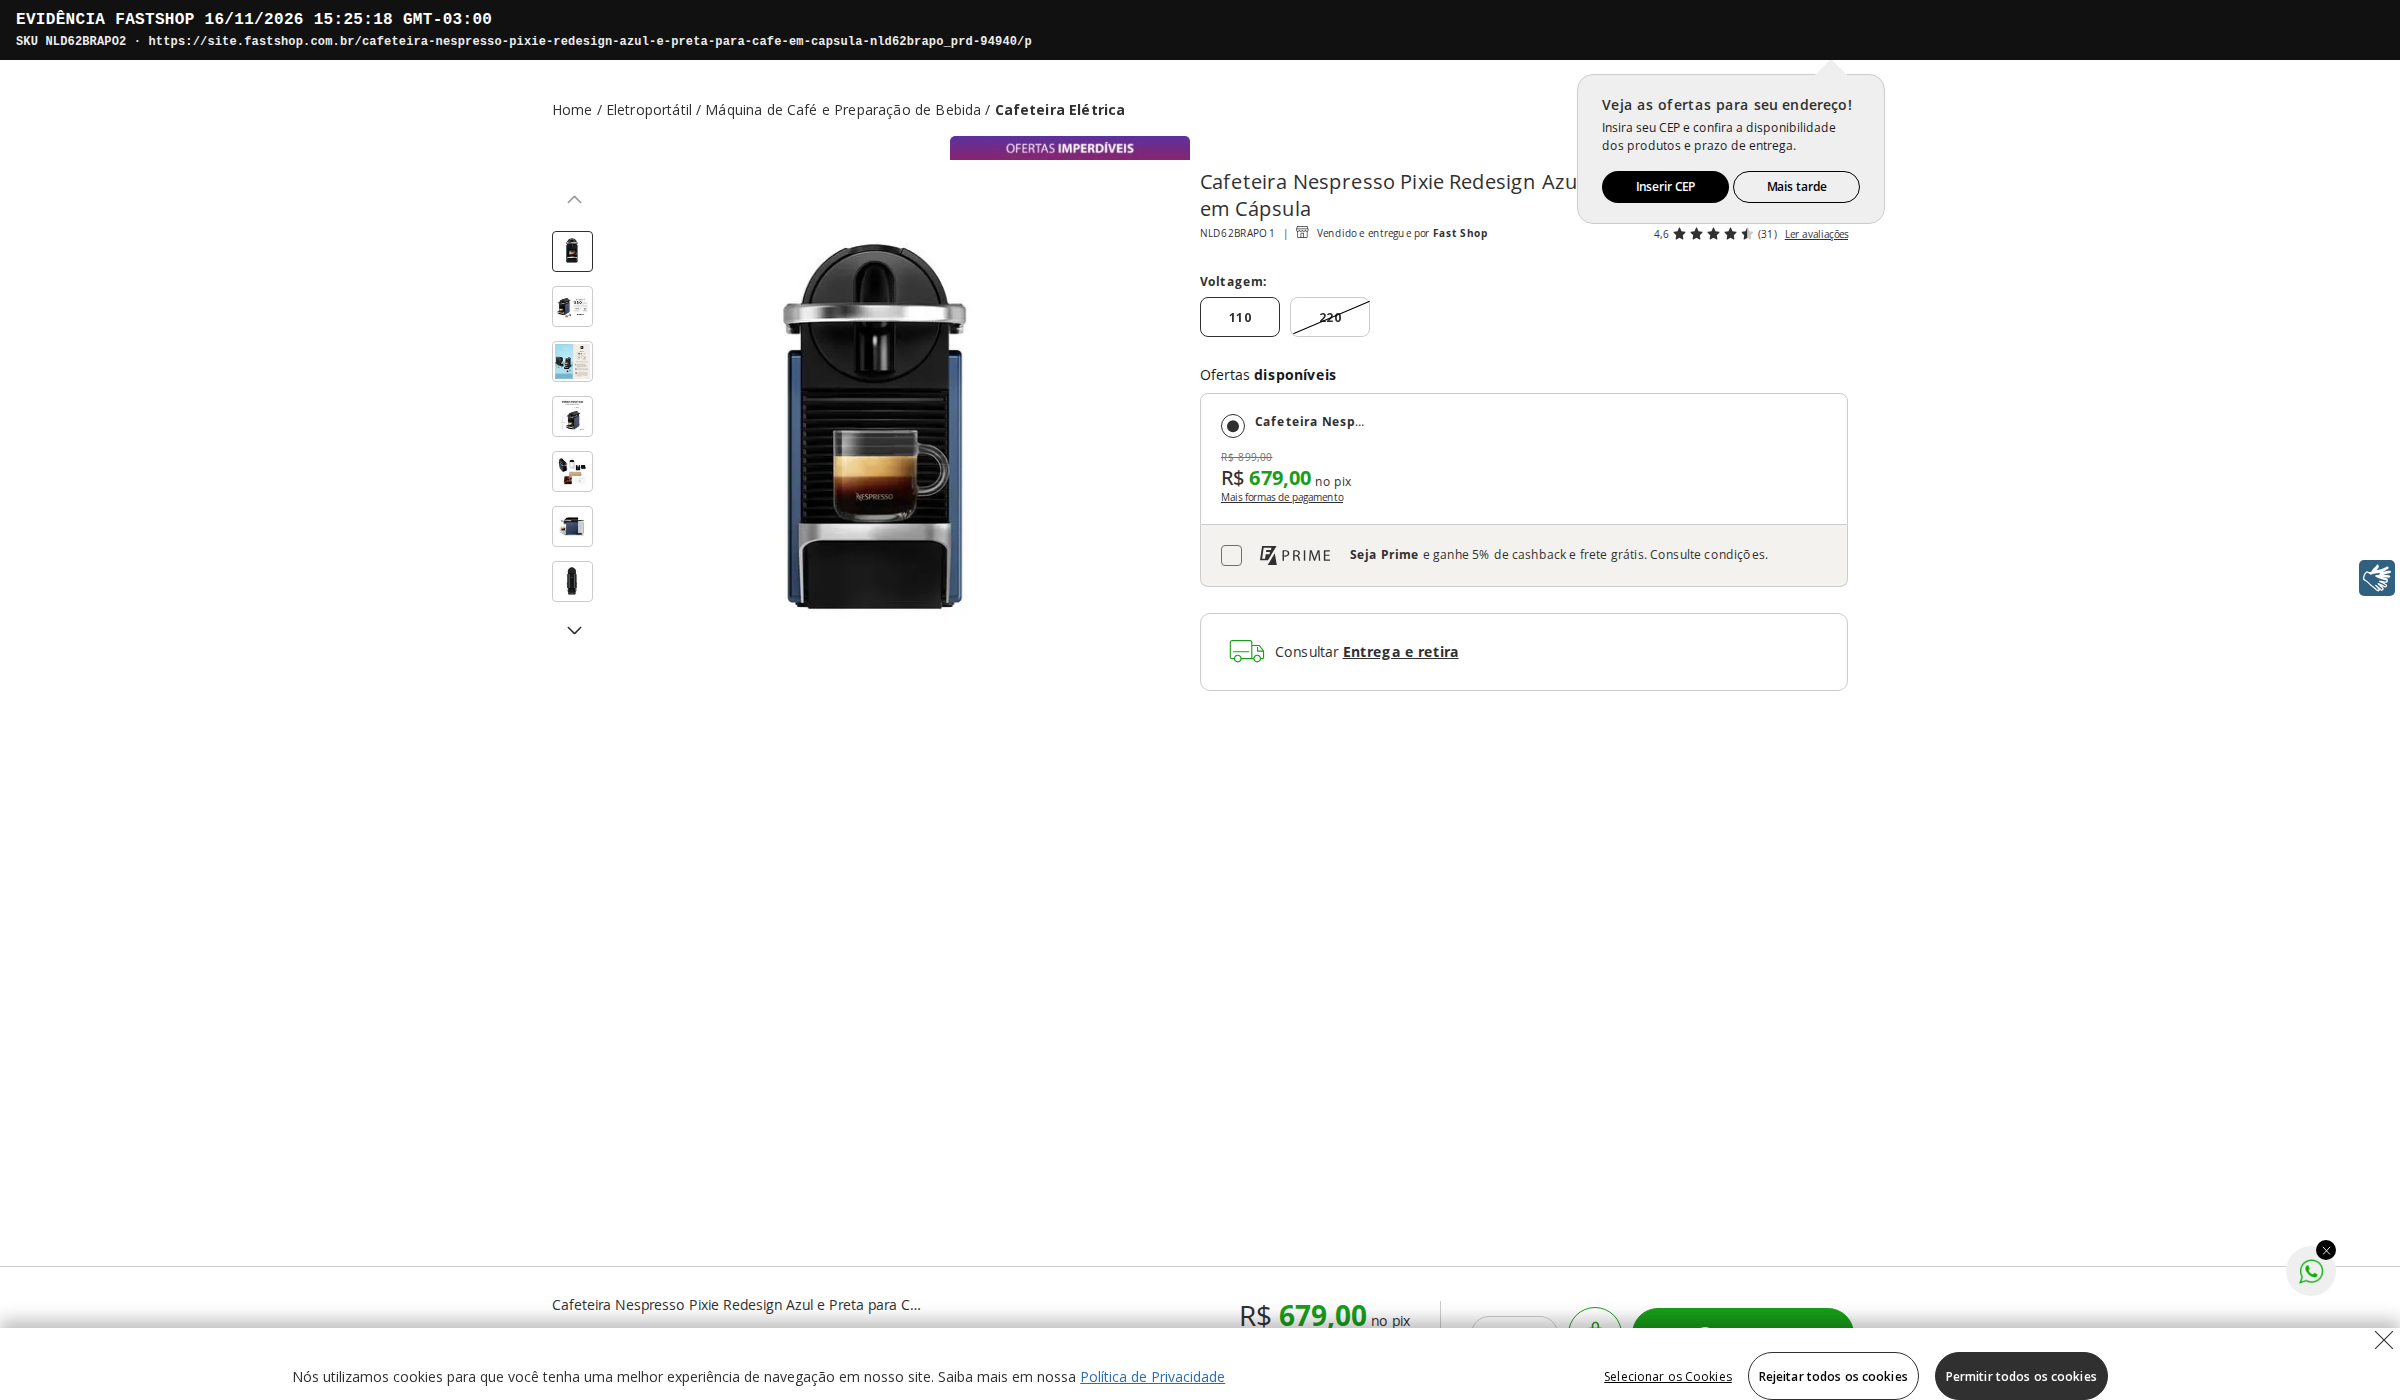 EVIDÊNCIA FASTSHOP 16/11/2026 15:25:18 GMT-03:00
SKU NLD62BRAPO2 · https://site.fastshop.com.br/cafeteira-nespresso-pixie-redesign-azul-e-preta-para-cafe-em-capsula-nld62brapo_prd-94940/p
Home / Eletroportátil / Máquina de Café e Preparação de Bebida / Cafeteira Elétrica
Veja as ofertas para seu endereço!
Insira seu CEP e confira a disponibilidade
dos produtos e prazo de entrega.
Inserir CEP
Mais tarde
OFERTAS IMPERDÍVEIS
Cafeteira Nespresso Pixie Redesign Azu
em Cápsula
NLD62BRAPO1 | Vendido e entregue por Fast Shop
4,6 (31) Ler avaliações
Voltagem:
110
220
Ofertas disponíveis
Cafeteira Nesp...
R$ 899,00
R$ 679,00 no pix
Mais formas de pagamento
F PRIME
Seja Prime e ganhe 5% de cashback e frete grátis. Consulte condições.
NESPRESSO
Consultar Entrega e retira
Cafeteira Nespresso Pixie Redesign Azul e Preta para C...
R$ 679,00 no pix
Nós utilizamos cookies para que você tenha uma melhor experiência de navegação em nosso site. Saiba mais em nossa Política de Privacidade
Selecionar os Cookies
Rejeitar todos os cookies
Permitir todos os cookies